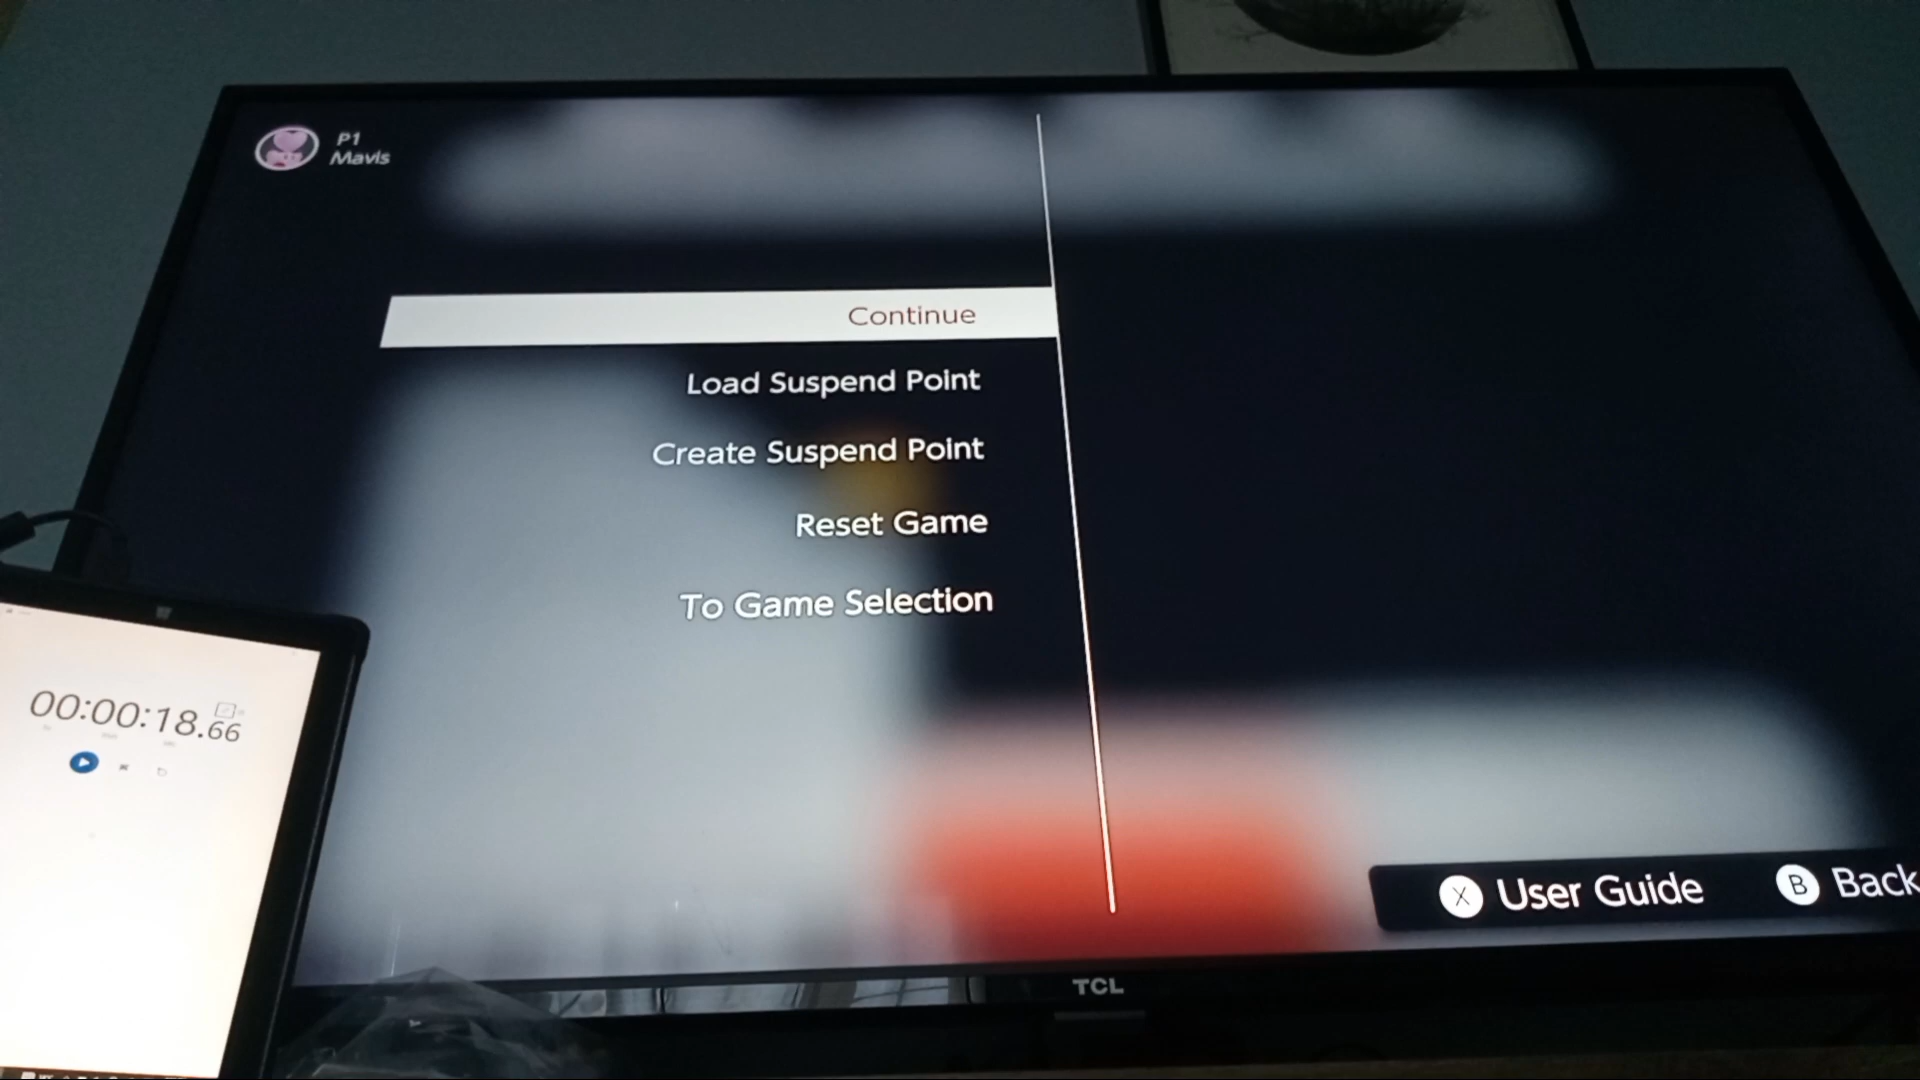 P1
Mavis
Continue
Load Suspend Point
Create Suspend Point
Reset Game
To Game Selection
00:00:18.66
X User Guide
B Back
TCL